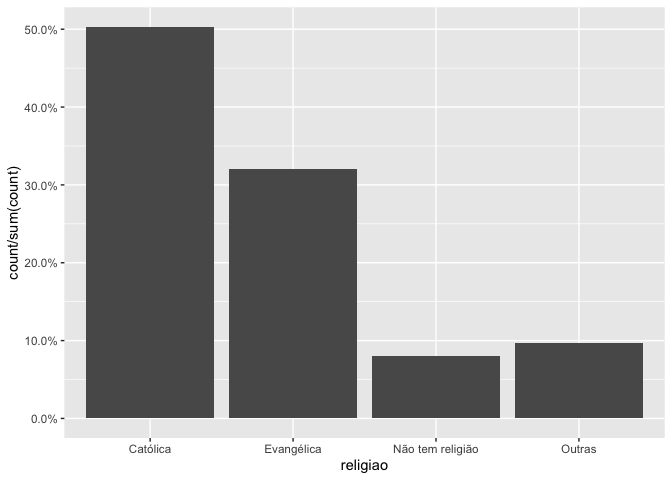 50.0%
40.0%
30.0%
20.0%
10.0%
0.0%
count/sum(count)
Católica Evangélica Não tem religião Outras
religiao